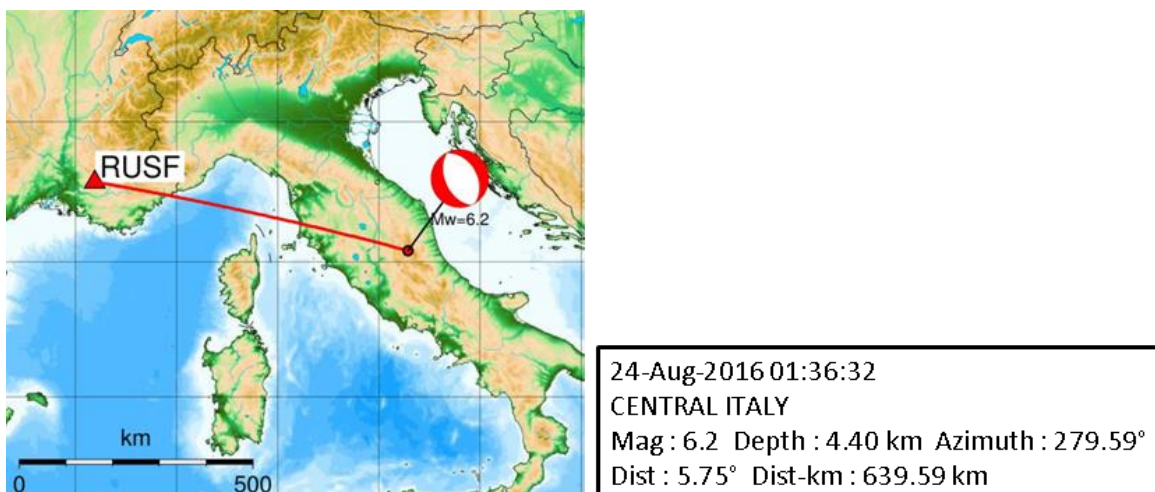 RUSF
Mw=6.2
km
0 500
24-Aug-2016 01:36:32
CENTRAL ITALY
Mag : 6.2 Depth : 4.40 km Azimuth : 279.59°
Dist : 5.75° Dist-km : 639.59 km